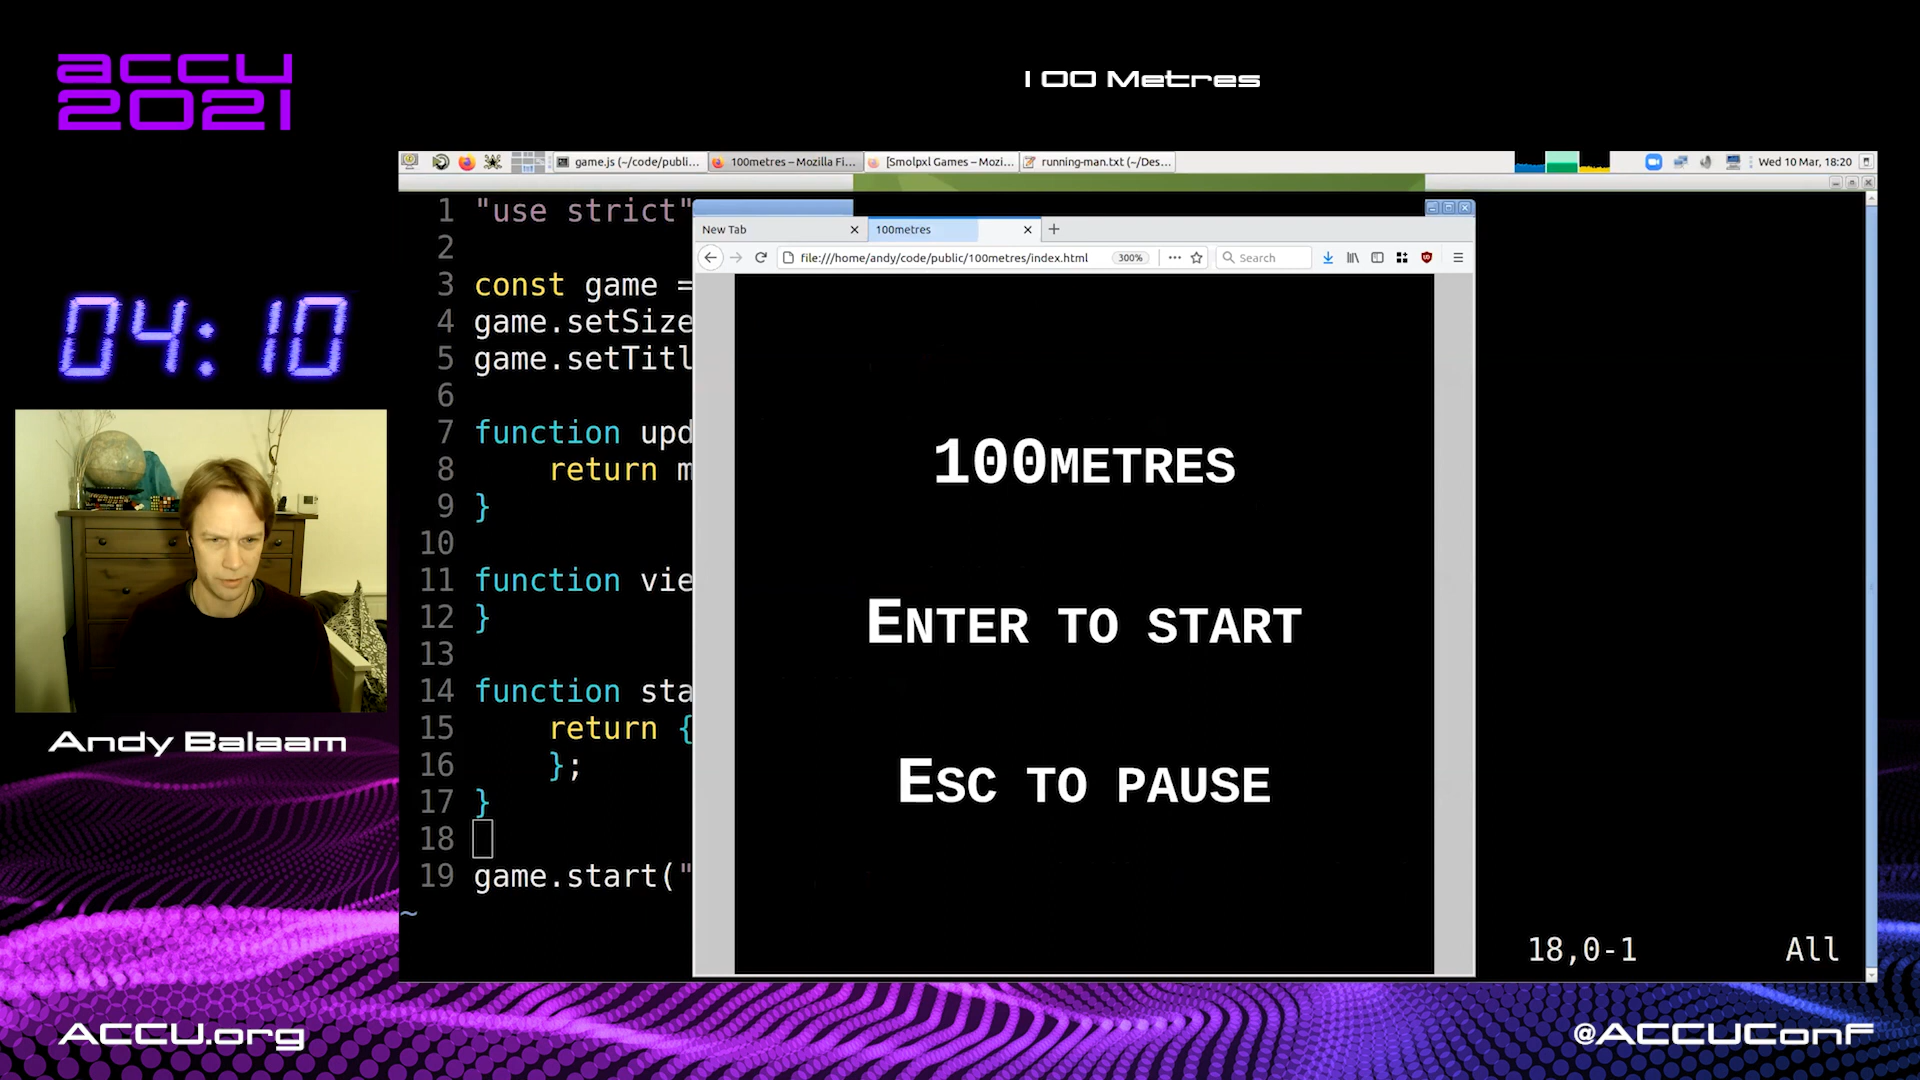 accu
2021
100 Metres
game.js (~/code/publi...
100metres – Mozilla Fi...
[Smolpxl Games – Mozi...
running-man.txt (~/Des...
Wed 10 Mar, 18:20
New Tab
100metres
file:///home/andy/code/public/100metres/index.html
300%
Search
04:10
1 "use strict"
2
3 const game =
4 game.setSize
5 game.setTitl
6
7 function upd
8 return m
9 }
10
11 function vie
12 }
13
14 function sta
15 return {
16 };
17 }
18
19 game.start("
~
100metres
Enter to start
Esc to pause
18,0-1 All
Andy Balaam
ACCU.org
@ACCUConf